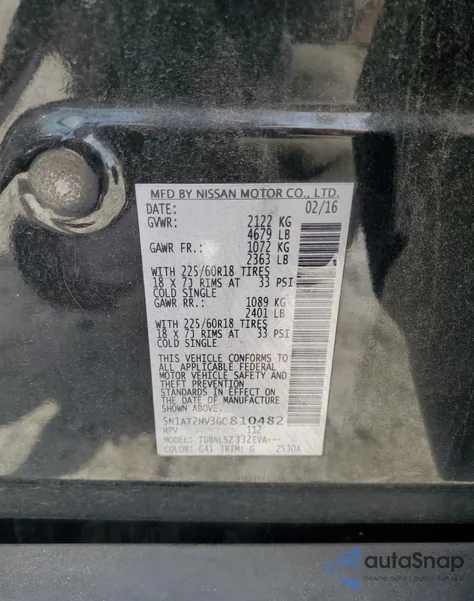 MFD BY NISSAN MOTOR CO., LTD.
DATE: 02/16
GVWR: 2122 KG
4679 LB
GAWR FR.: 1072 KG
2363 LB
WITH 225/60R18 TIRES
18 X 7J RIMS AT 33 PSI
COLD SINGLE
GAWR RR.: 1089 KG
2401 LB
WITH 225/60R18 TIRES
18 X 7J RIMS AT 33 PSI
COLD SINGLE
THIS VEHICLE CONFORMS TO
ALL APPLICABLE FEDERAL
MOTOR VEHICLE SAFETY AND
THEFT PREVENTION
STANDARDS IN EFFECT ON
THE DATE OF MANUFACTURE
SHOWN ABOVE.
5N1AT2MV3GC810482
MPV 112
MODEL: TDBNLSZ T32EVA---
COLOR: G41 TRIM: G ZS30A
autoSnap